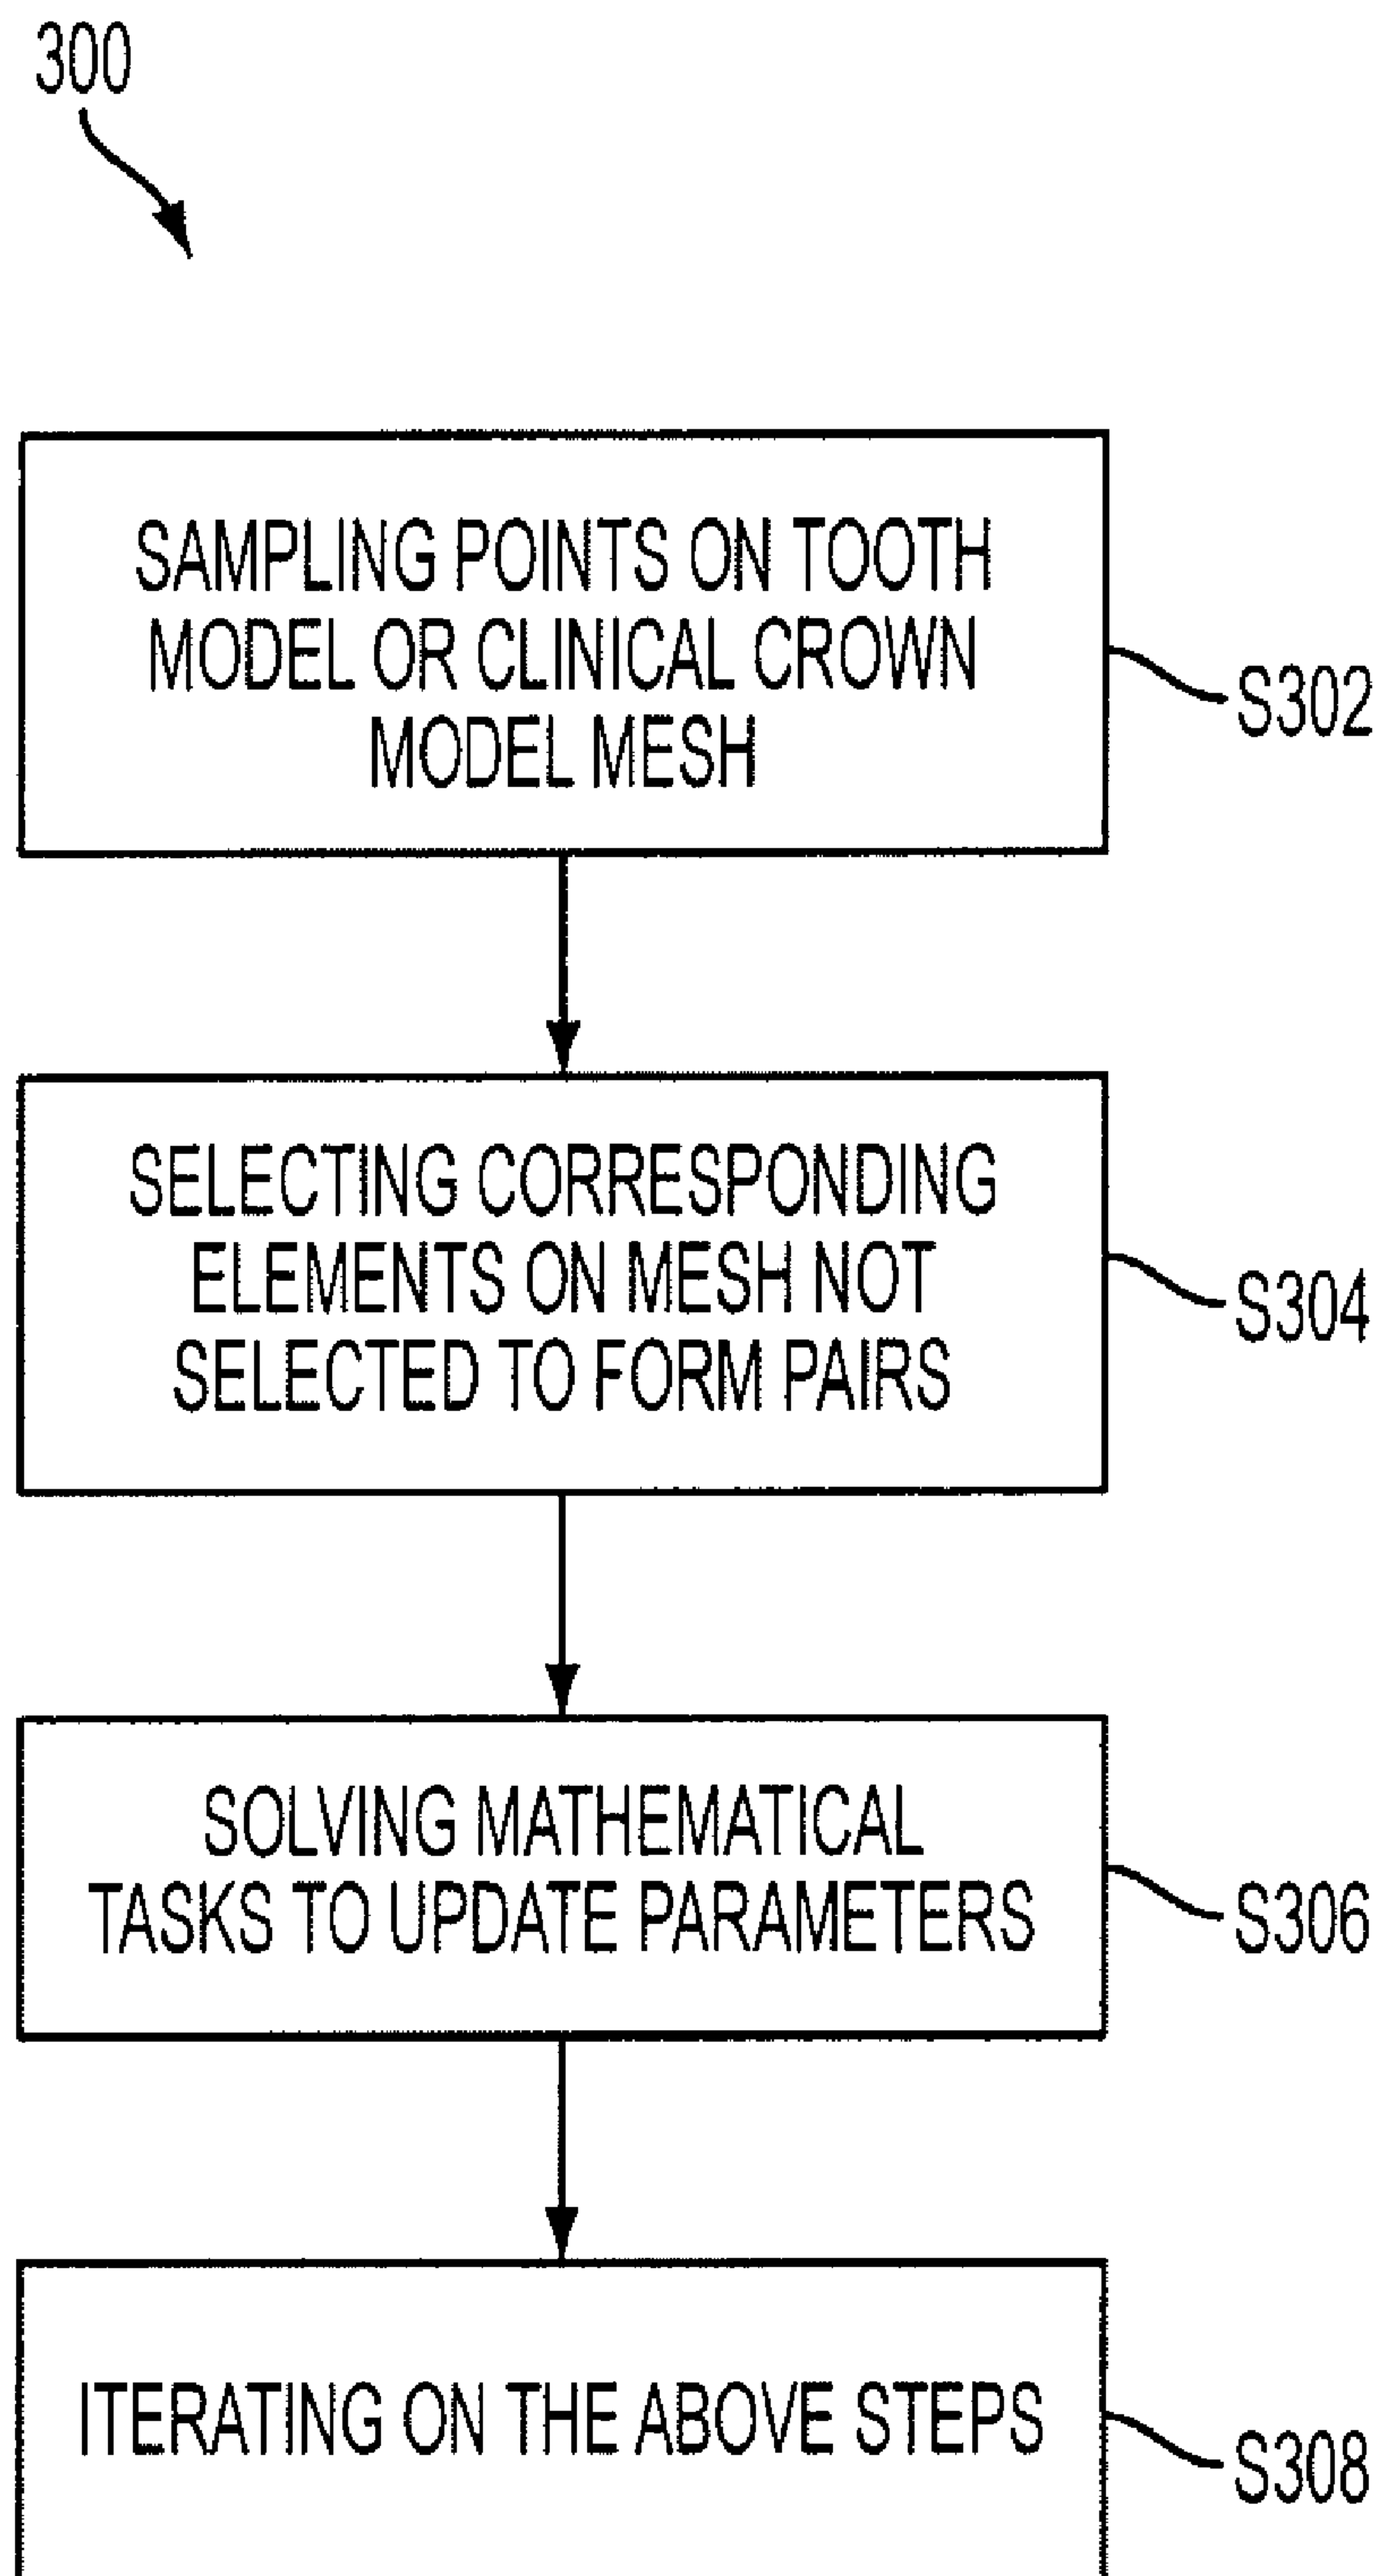 300
SAMPLING POINTS ON TOOTH
MODEL OR CLINICAL CROWN
MODEL MESH
S302
SELECTING CORRESPONDING
ELEMENTS ON MESH NOT
SELECTED TO FORM PAIRS
S304
SOLVING MATHEMATICAL
TASKS TO UPDATE PARAMETERS
S306
ITERATING ON THE ABOVE STEPS
S308